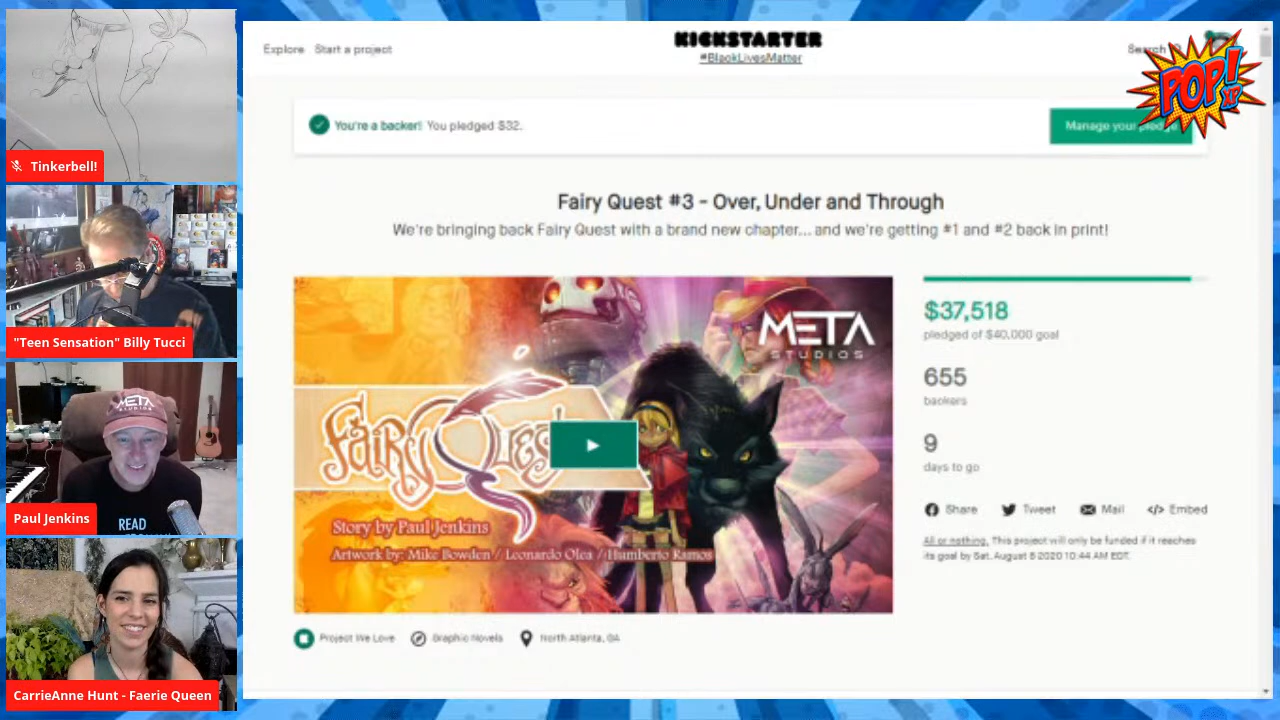 Tinkerbell!
"Teen Sensation" Billy Tucci
META
STUDIOS
READ
Paul Jenkins
CarrieAnne Hunt - Faerie Queen
Explore Start a project
KICKSTARTER
#BlackLivesMatter
Search
POP!
XP
You're a backer! You pledged $32.
Manage your pledge
Fairy Quest #3 - Over, Under and Through
We're bringing back Fairy Quest with a brand new chapter... and we're getting #1 and #2 back in print!
META
STUDIOS
Fairy Quest
Story by Paul Jenkins
Artwork by: Mike Bowden / Leonardo Olea / Humberto Ramos
$37,518
pledged of $40,000 goal
655
backers
9
days to go
Share Tweet Mail </> Embed
All or nothing. This project will only be funded if it reaches
its goal by Sat, August 8 2020 10:44 AM EDT.
Project We Love Graphic Novels North Atlanta, GA